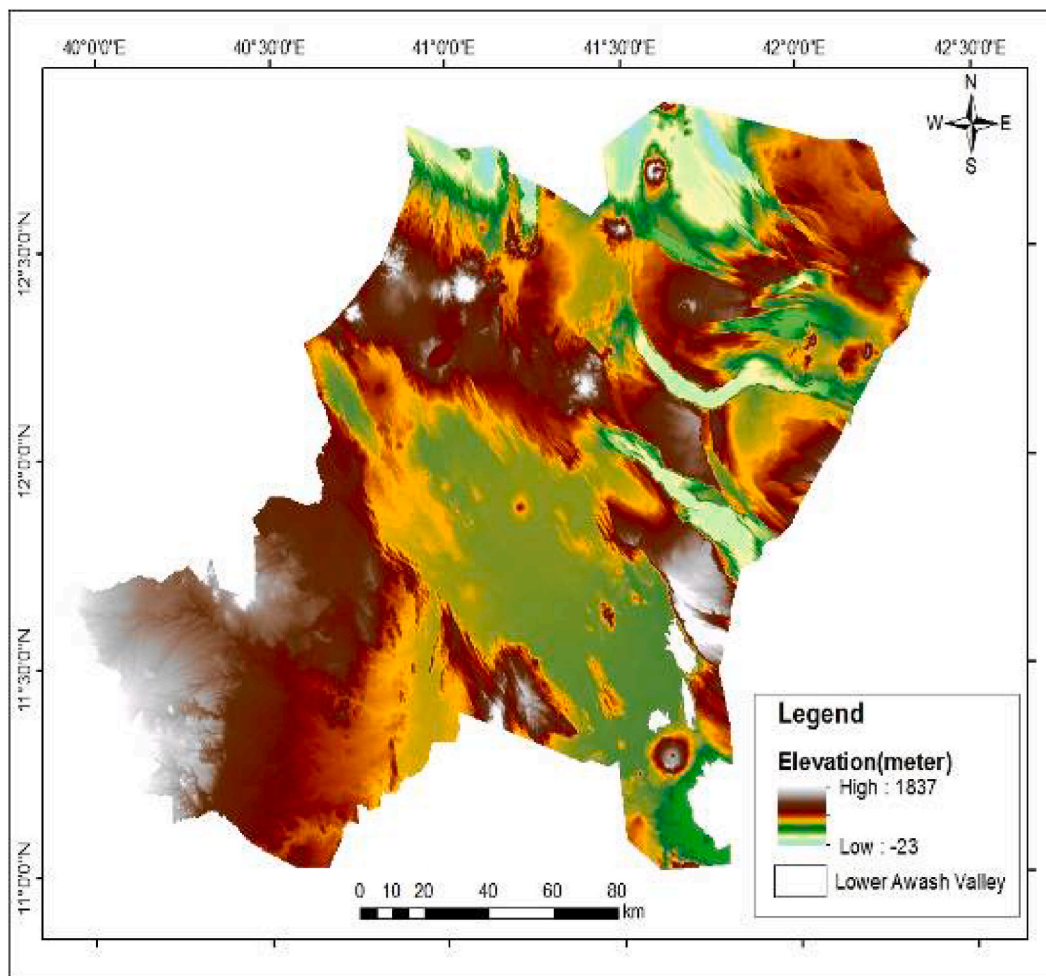 40°0'0"E 40°30'0"E 41°0'0"E 41°30'0"E 42°0'0"E 42°30'0"E
N
W E
S
12°30'0"N
12°0'0"N
11°30'0"N
11°0'0"N
Legend
Elevation(meter)
High : 1837
Low : -23
Lower Awash Valley
0 10 20 40 60 80
km